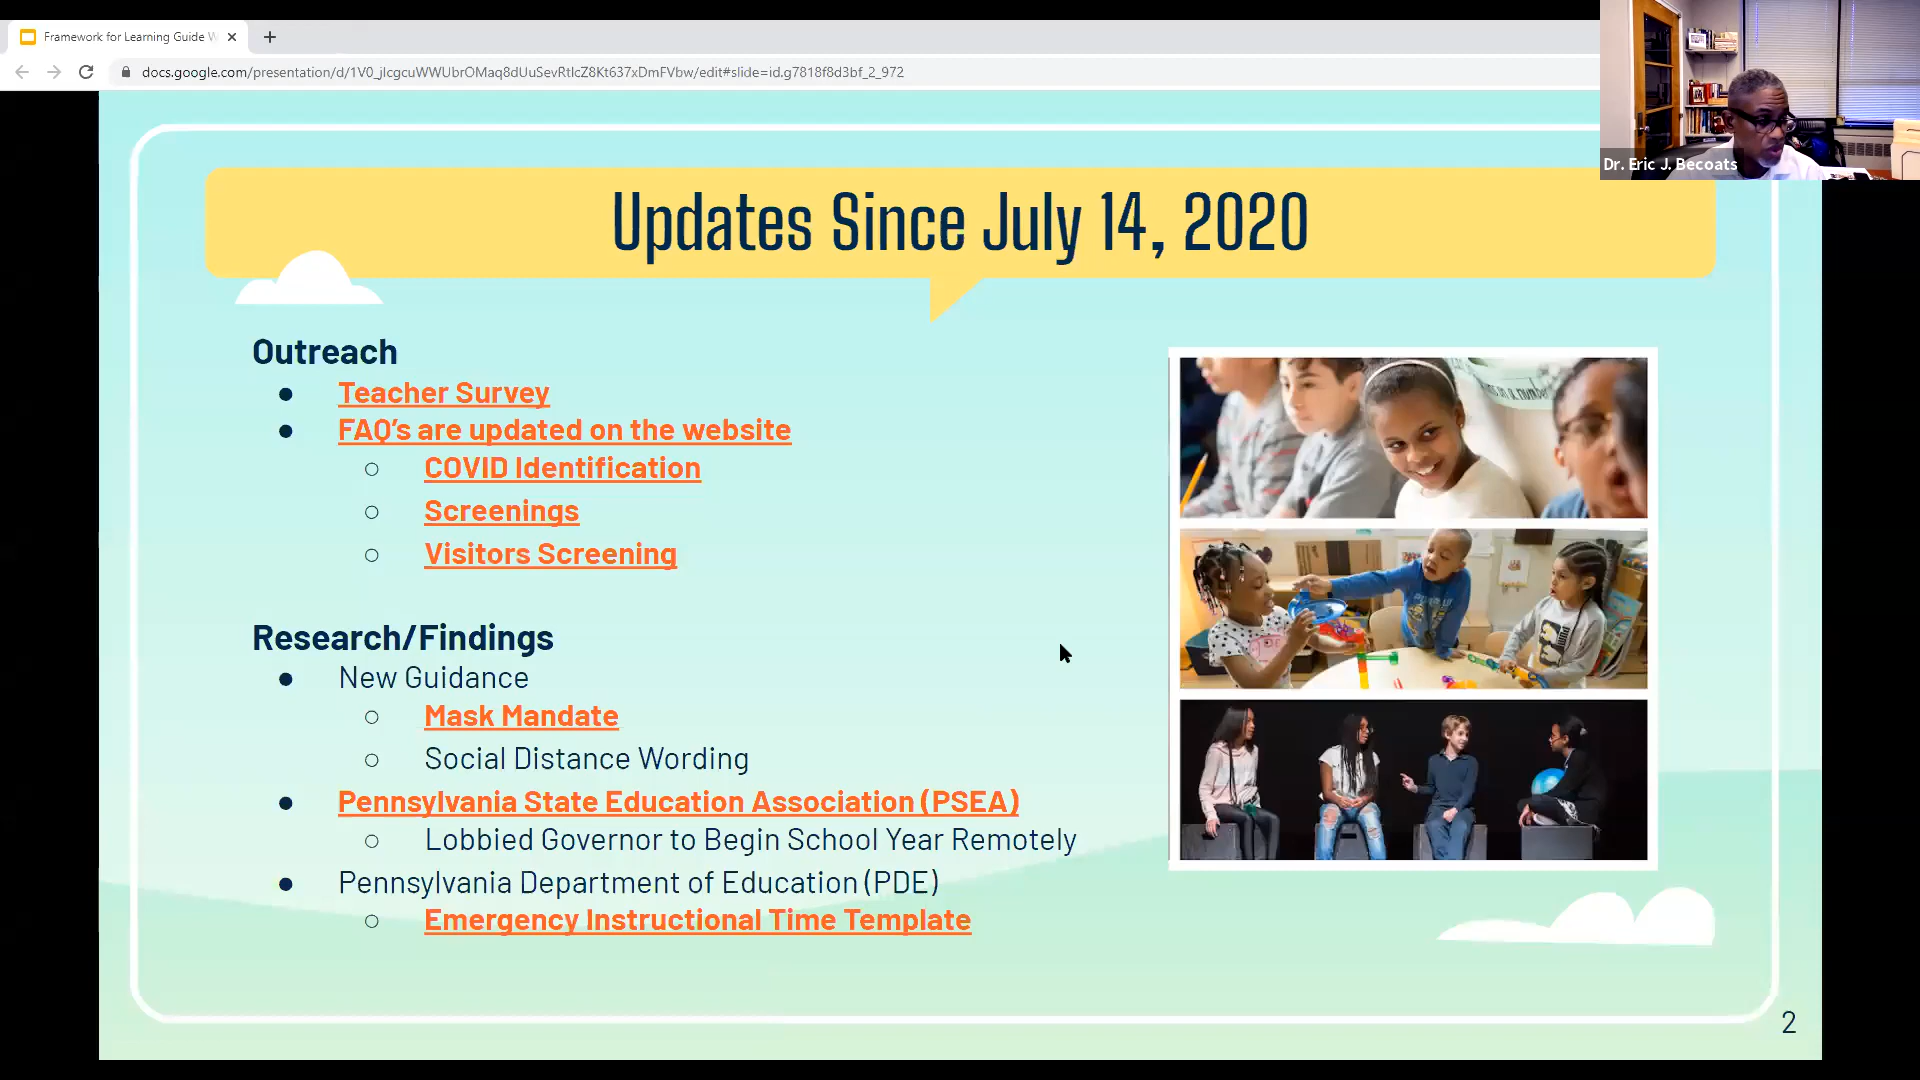 Framework for Learning Guide W
docs.google.com/presentation/d/1V0_jIcgcuWWUbrOMaq8dUuSevRtlcZ8Kt637xDmFVbw/edit#slide=id.g7818f8d3bf_2_972
Dr. Eric J. Becoats
Updates Since July 14, 2020
Outreach
● Teacher Survey
● FAQ's are updated on the website
○ COVID Identification
○ Screenings
○ Visitors Screening
Research/Findings
● New Guidance
○ Mask Mandate
○ Social Distance Wording
● Pennsylvania State Education Association (PSEA)
○ Lobbied Governor to Begin School Year Remotely
● Pennsylvania Department of Education (PDE)
○ Emergency Instructional Time Template
2